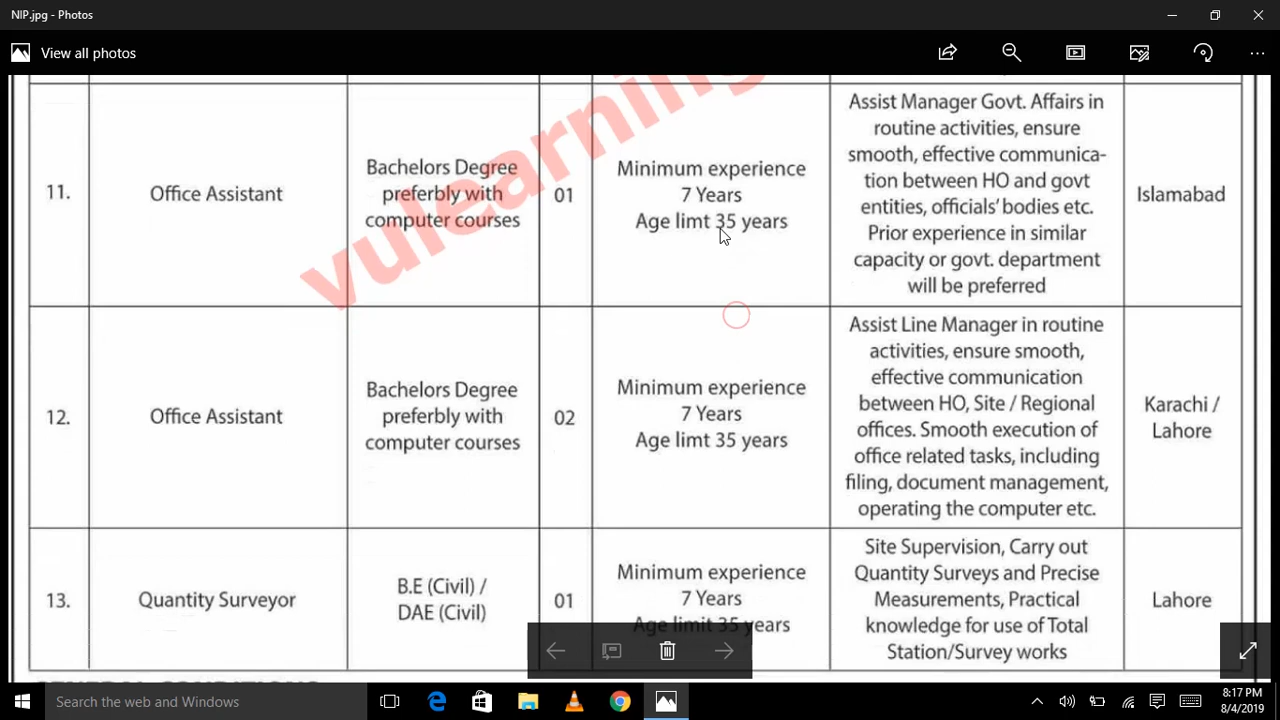 NIP.jpg - Photos
View all photos
vulearning
11.
Office Assistant
Bachelors Degree
preferbly with
computer courses
01
Minimum experience
7 Years
Age limt 35 years
Assist Manager Govt. Affairs in
routine activities, ensure
smooth, effective communica-
tion between HO and govt
entities, officials' bodies etc.
Prior experience in similar
capacity or govt. department
will be preferred
Islamabad
12.
Office Assistant
Bachelors Degree
preferbly with
computer courses
02
Minimum experience
7 Years
Age limt 35 years
Assist Line Manager in routine
activities, ensure smooth,
effective communication
between HO, Site / Regional
offices. Smooth execution of
office related tasks, including
filing, document management,
operating the computer etc.
Karachi /
Lahore
13.
Quantity Surveyor
B.E (Civil) /
DAE (Civil)
01
Minimum experience
7 Years
Age limit 35 years
Site Supervision, Carry out
Quantity Surveys and Precise
Measurements, Practical
knowledge for use of Total
Station/Survey works
Lahore
Search the web and Windows
8:17 PM
8/4/2019